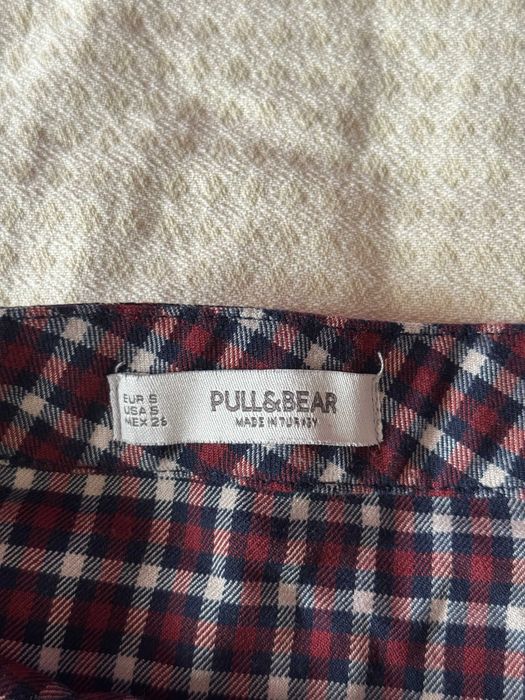 EUR S
USA S
MEX 26
PULL&BEAR
MADE IN TURKEY